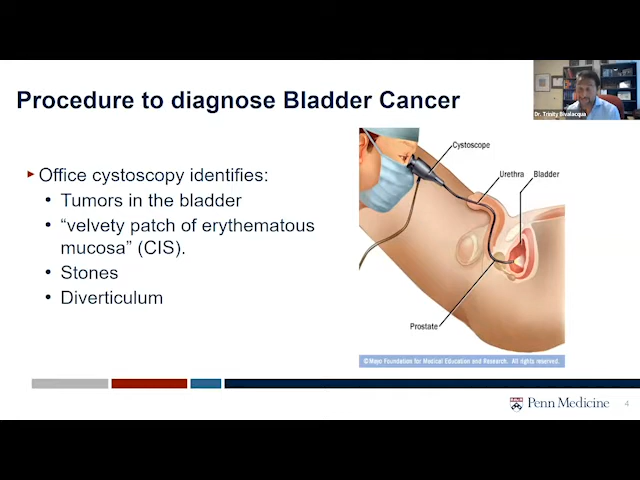 Procedure to diagnose Bladder Cancer
Dr. Trinity Bivalacqua
Office cystoscopy identifies:
• Tumors in the bladder
• “velvety patch of erythematous
mucosa” (CIS).
• Stones
• Diverticulum
Cystoscope
Urethra
Bladder
Prostate
©Mayo Foundation for Medical Education and Research. All rights reserved.
Penn Medicine
4